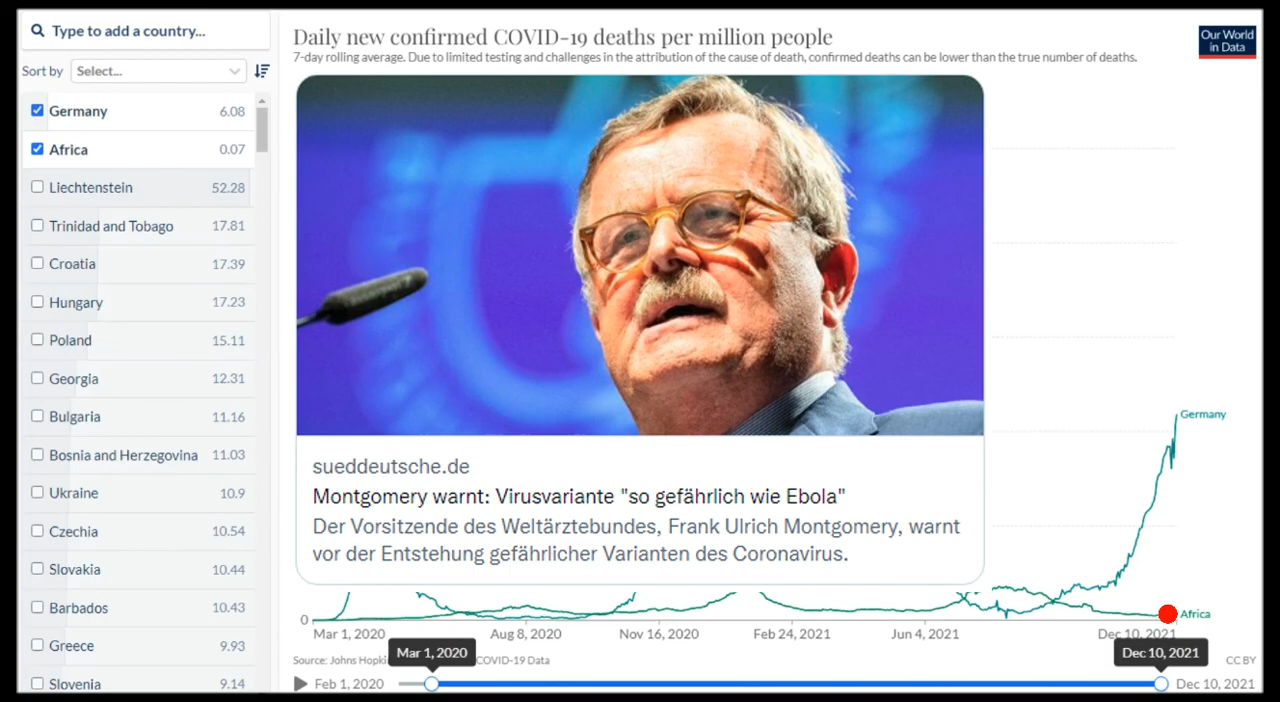 Type to add a country...
Sort by Select...
Germany 6.08
Africa 0.07
Liechtenstein 52.28
Trinidad and Tobago 17.81
Croatia 17.39
Hungary 17.23
Poland 15.11
Georgia 12.31
Bulgaria 11.16
Bosnia and Herzegovina 11.03
Ukraine 10.9
Czechia 10.54
Slovakia 10.44
Barbados 10.43
Greece 9.93
Slovenia 9.14
Daily new confirmed COVID-19 deaths per million people
7-day rolling average. Due to limited testing and challenges in the attribution of the cause of death, confirmed deaths can be lower than the true number of deaths.
Our World
in Data
sueddeutsche.de
Montgomery warnt: Virusvariante "so gefährlich wie Ebola"
Der Vorsitzende des Weltärztebundes, Frank Ulrich Montgomery, warnt
vor der Entstehung gefährlicher Varianten des Coronavirus.
Germany
Africa
0
Mar 1, 2020 Aug 8, 2020 Nov 16, 2020 Feb 24, 2021 Jun 4, 2021 Dec 10, 2021
Mar 1, 2020 Dec 10, 2021
Source: Johns Hopki COVID-19 Data CC BY
Feb 1, 2020 Dec 10, 2021